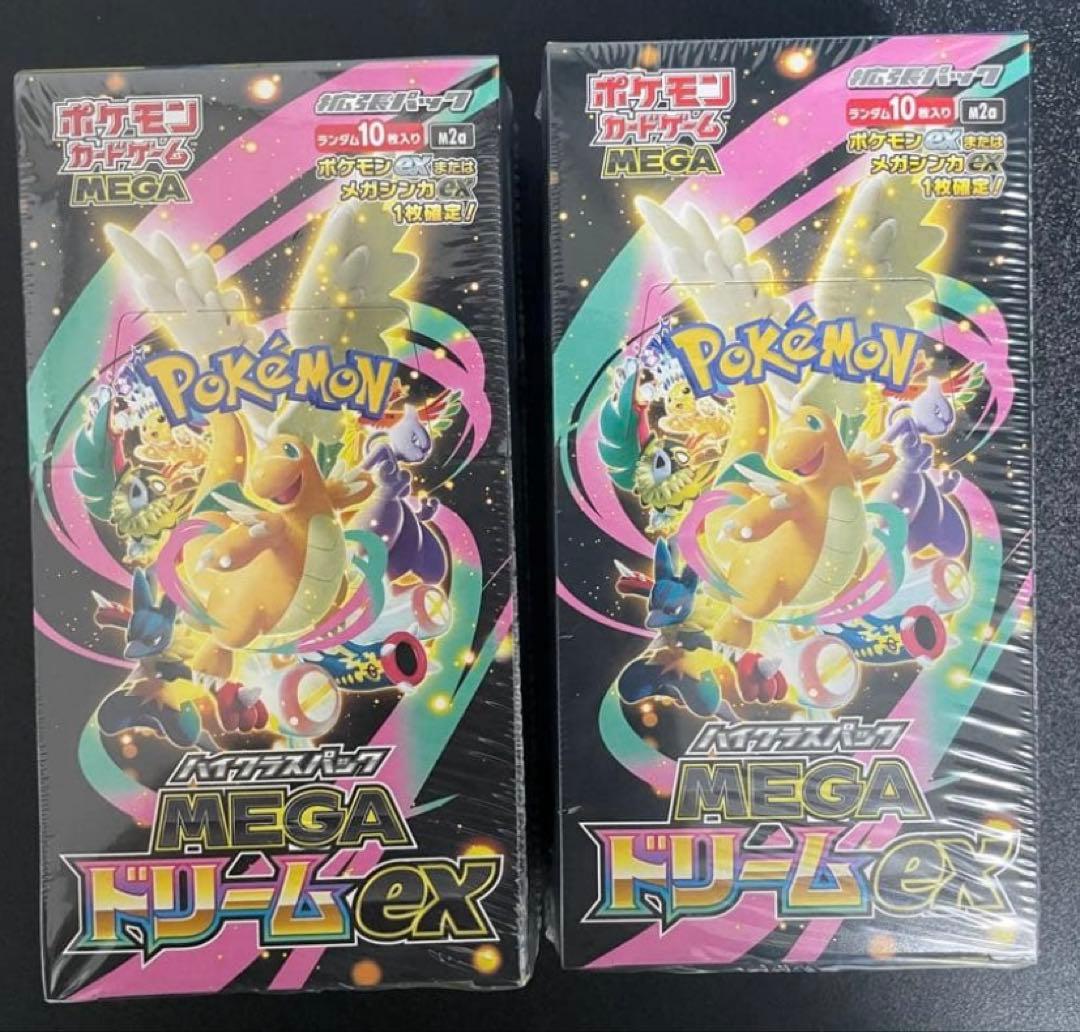 ポケモン
カードゲーム
MEGA
拡張パック
ランダム10枚入り M2a
ポケモンexまたは
メガシンカex
1枚確定!
POKéMON
ハイクラスパック
MEGA
ドリームex
ポケモン
カードゲーム
MEGA
拡張パック
ランダム10枚入り M2a
ポケモンexまたは
メガシンカex
1枚確定!
POKéMON
ハイクラスパック
MEGA
ドリームex